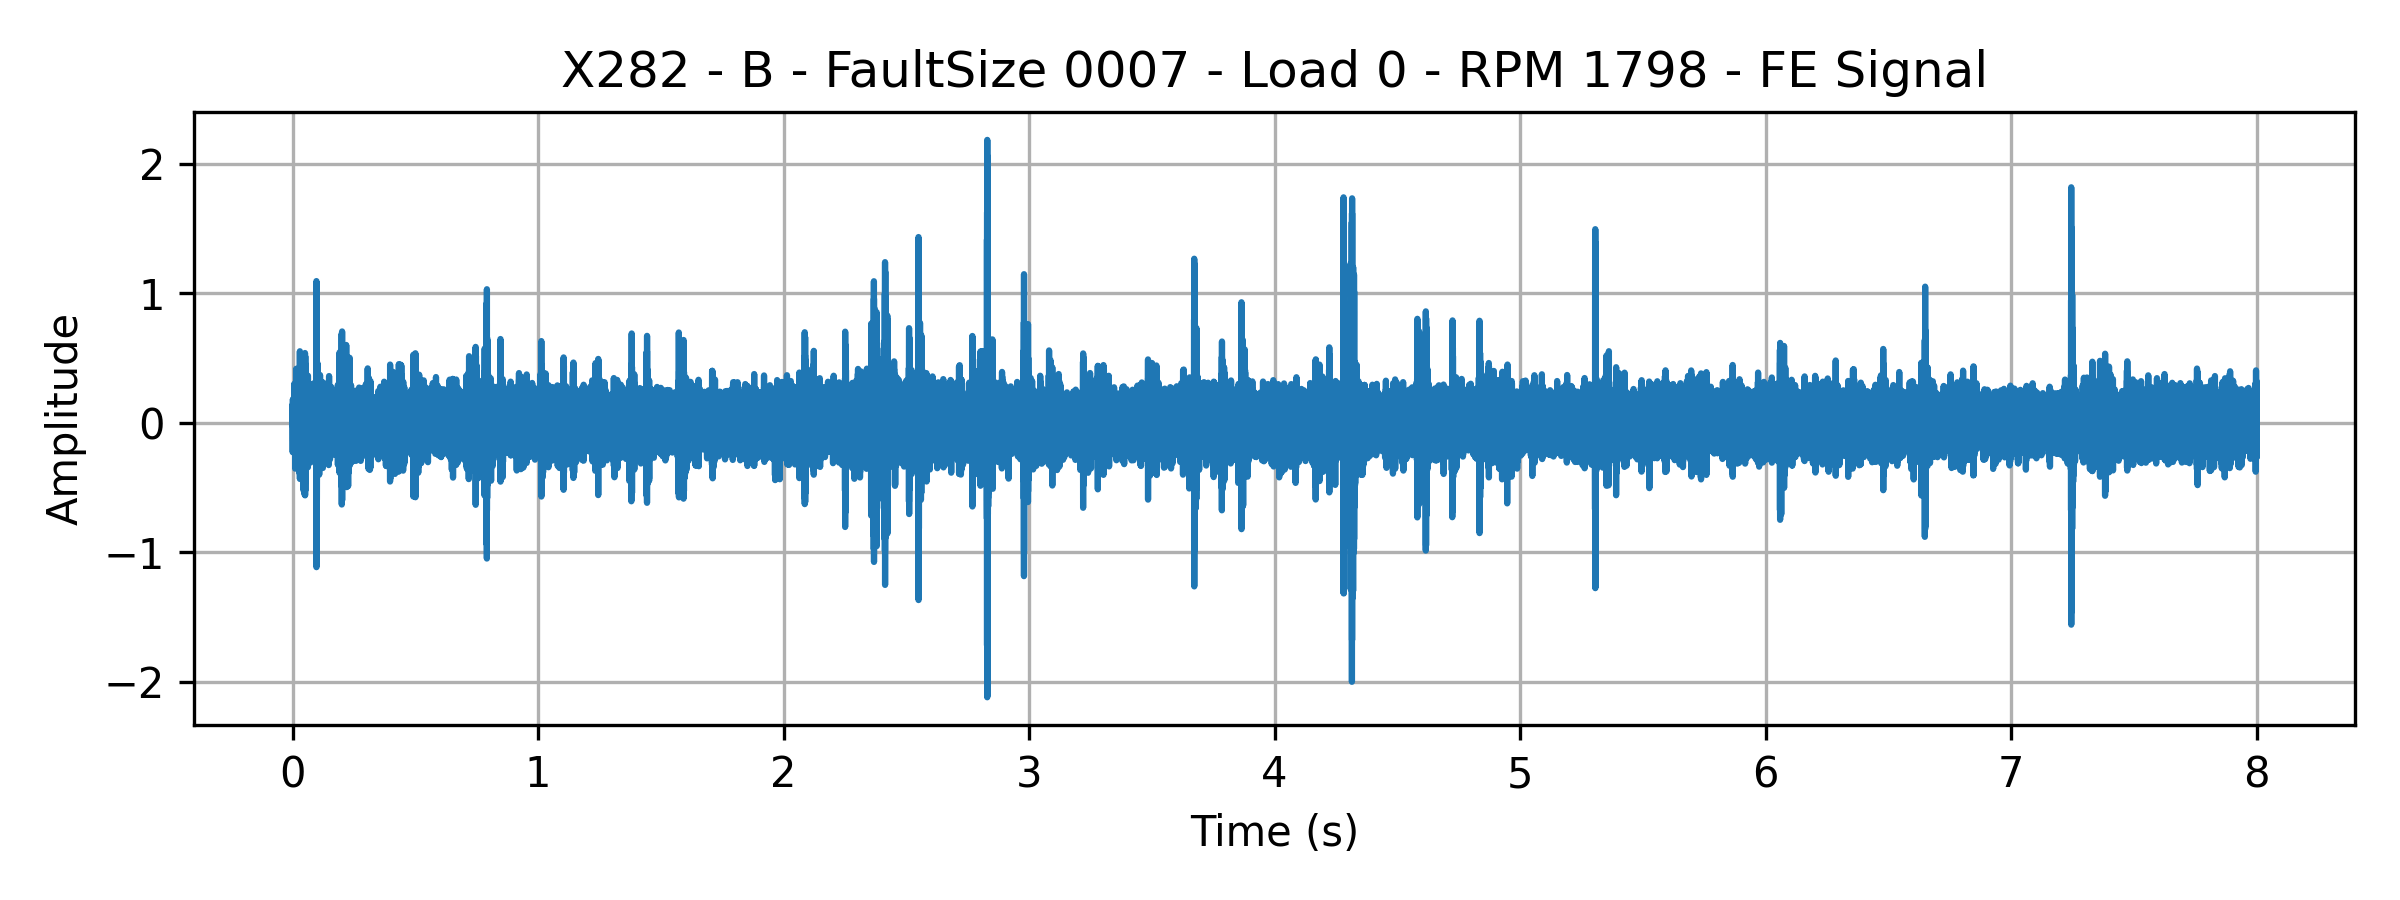 X282 - B - FaultSize 0007 - Load 0 - RPM 1798 - FE Signal
2
1
0
−1
−2
Amplitude
0 1 2 3 4 5 6 7 8
Time (s)